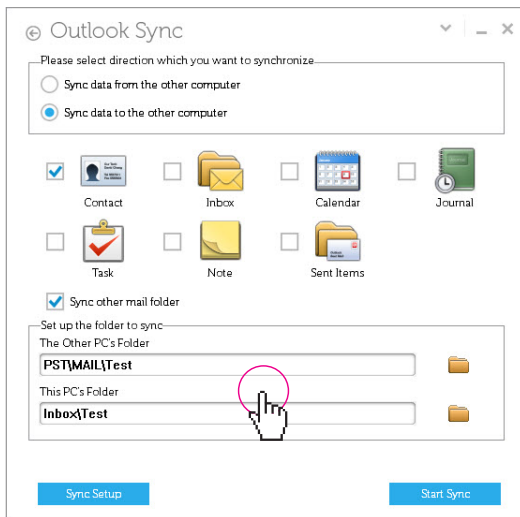 Outlook Sync
Please select direction which you want to synchronize
Sync data from the other computer
Sync data to the other computer
Contact
Inbox
Calendar
Journal
Task
Note
Sent Items
Sync other mail folder
Set up the folder to sync
The Other PC's Folder
PST\MAIL\Test
This PC's Folder
Inbox\Test
Sync Setup
Start Sync